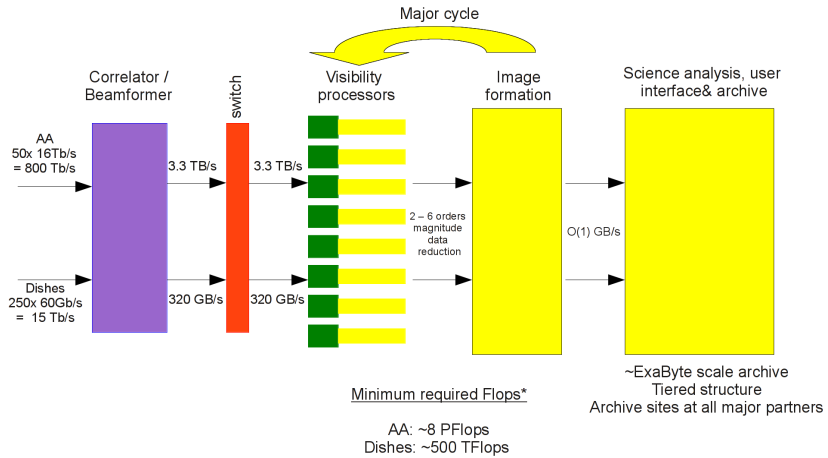 Major cycle
Correlator /
Beamformer
switch
Visibility
processors
Image
formation
Science analysis, user
interface& archive
AA
50x 16Tb/s
= 800 Tb/s
3.3 TB/s
3.3 TB/s
2 – 6 orders
magnitude
data
reduction
O(1) GB/s
Dishes
250x 60Gb/s
= 15 Tb/s
320 GB/s
320 GB/s
~ExaByte scale archive
Tiered structure
Archive sites at all major partners
Minimum required Flops*
AA: ~8 PFlops
Dishes: ~500 TFlops